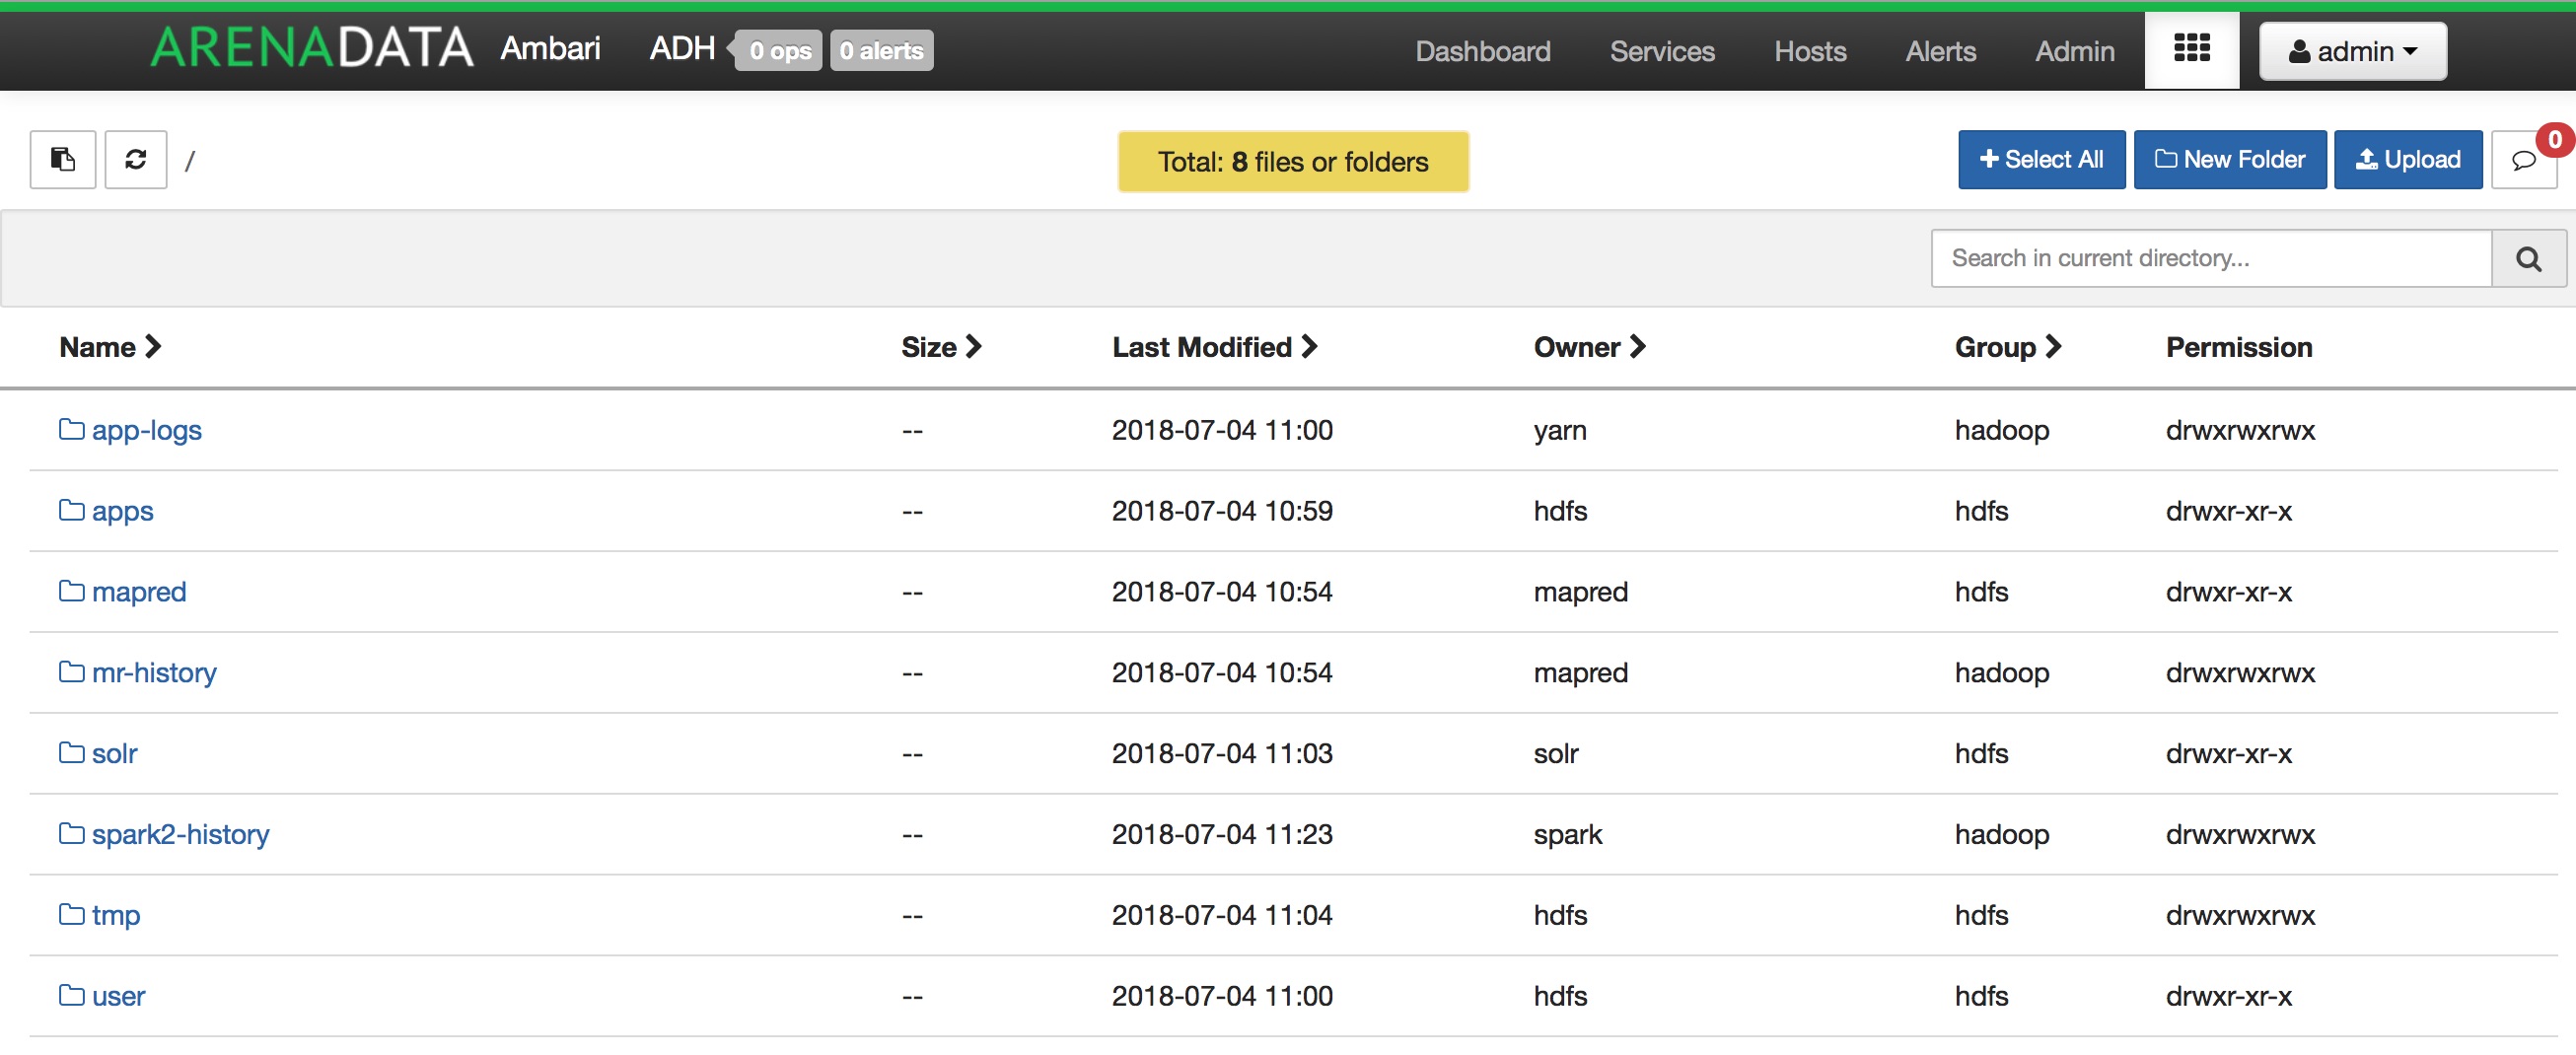 ARENADATA Ambari ADH 0 ops 0 alerts Dashboard Services Hosts Alerts Admin admin
/ Total: 8 files or folders Select All New Folder Upload 0
Search in current directory...
Name Size Last Modified Owner Group Permission
app-logs -- 2018-07-04 11:00 yarn hadoop drwxrwxrwx
apps -- 2018-07-04 10:59 hdfs hdfs drwxr-xr-x
mapred -- 2018-07-04 10:54 mapred hdfs drwxr-xr-x
mr-history -- 2018-07-04 10:54 mapred hadoop drwxrwxrwx
solr -- 2018-07-04 11:03 solr hdfs drwxr-xr-x
spark2-history -- 2018-07-04 11:23 spark hadoop drwxrwxrwx
tmp -- 2018-07-04 11:04 hdfs hdfs drwxrwxrwx
user -- 2018-07-04 11:00 hdfs hdfs drwxr-xr-x